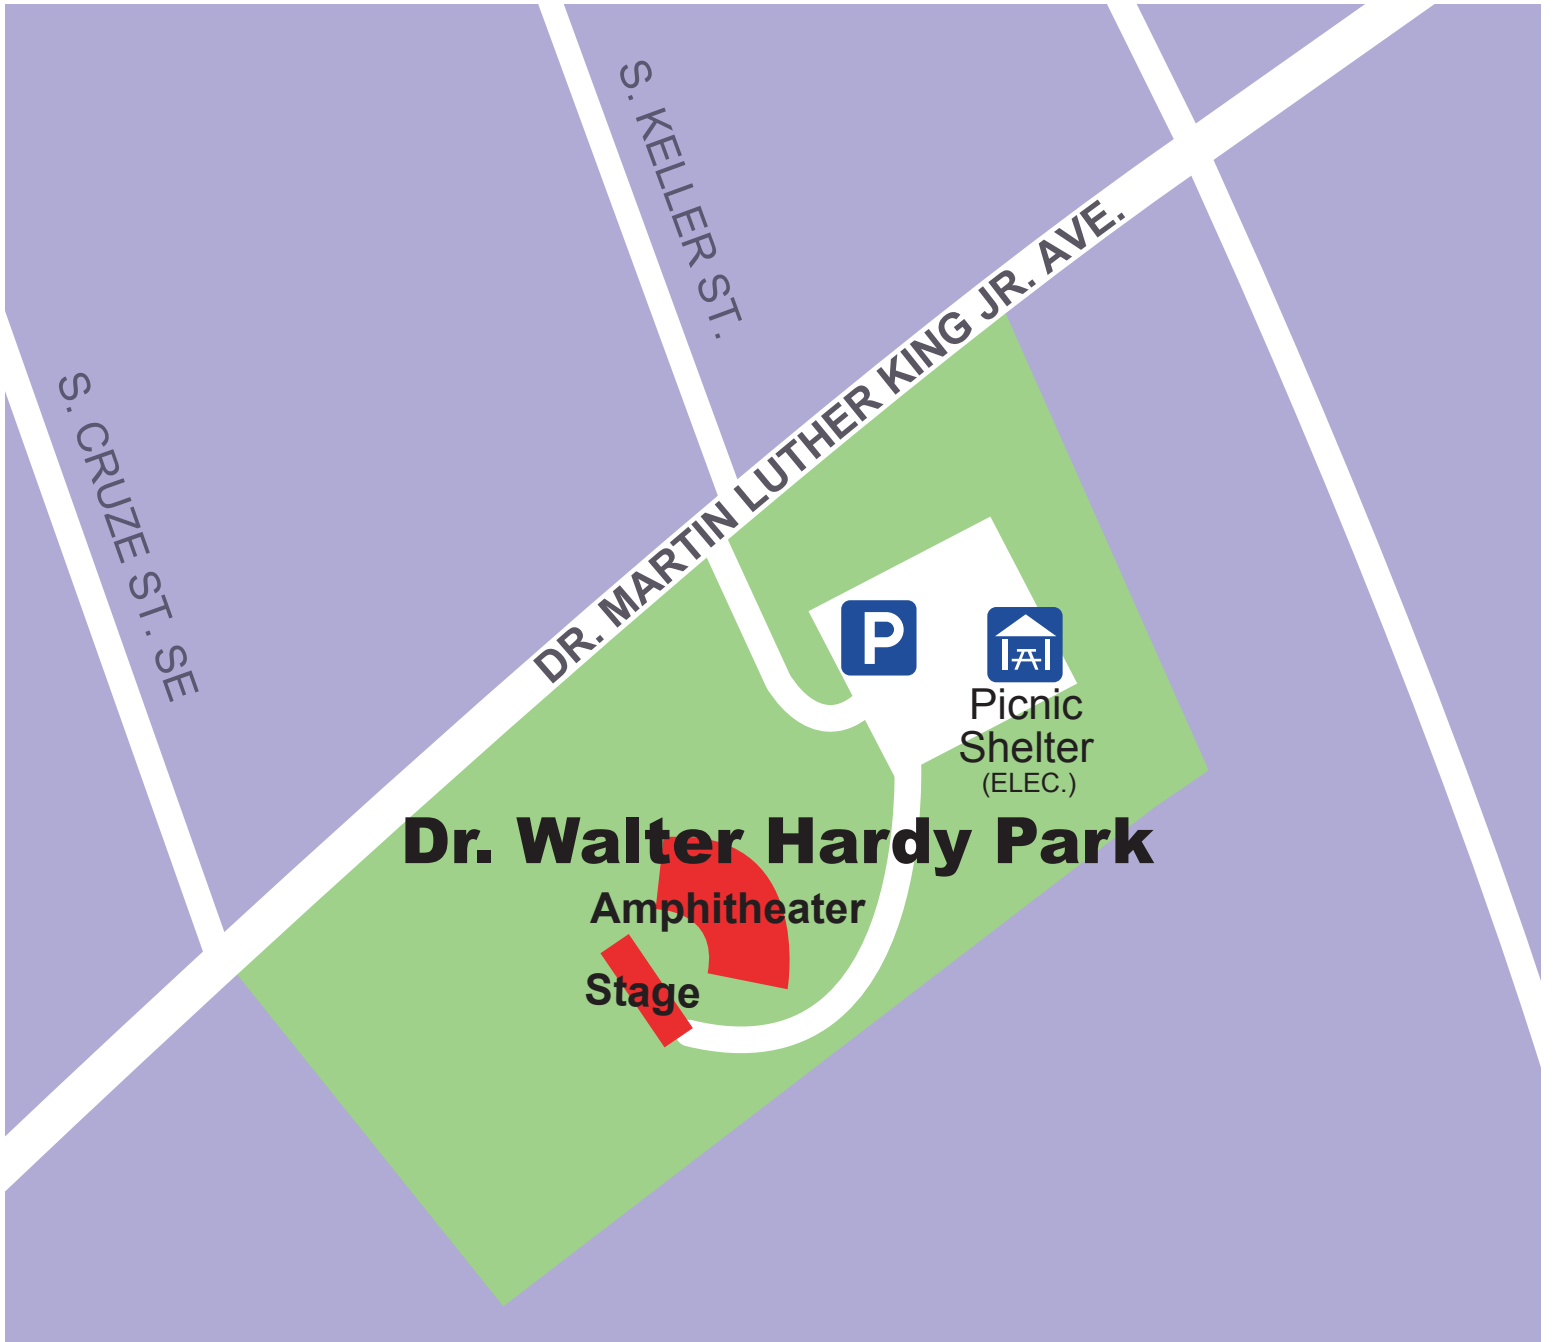 S. KELLER ST.
DR. MARTIN LUTHER KING JR. AVE.
S. CRUZE ST. SE
P
Picnic
Shelter
(ELEC.)
Dr. Walter Hardy Park
Amphitheater
Stage